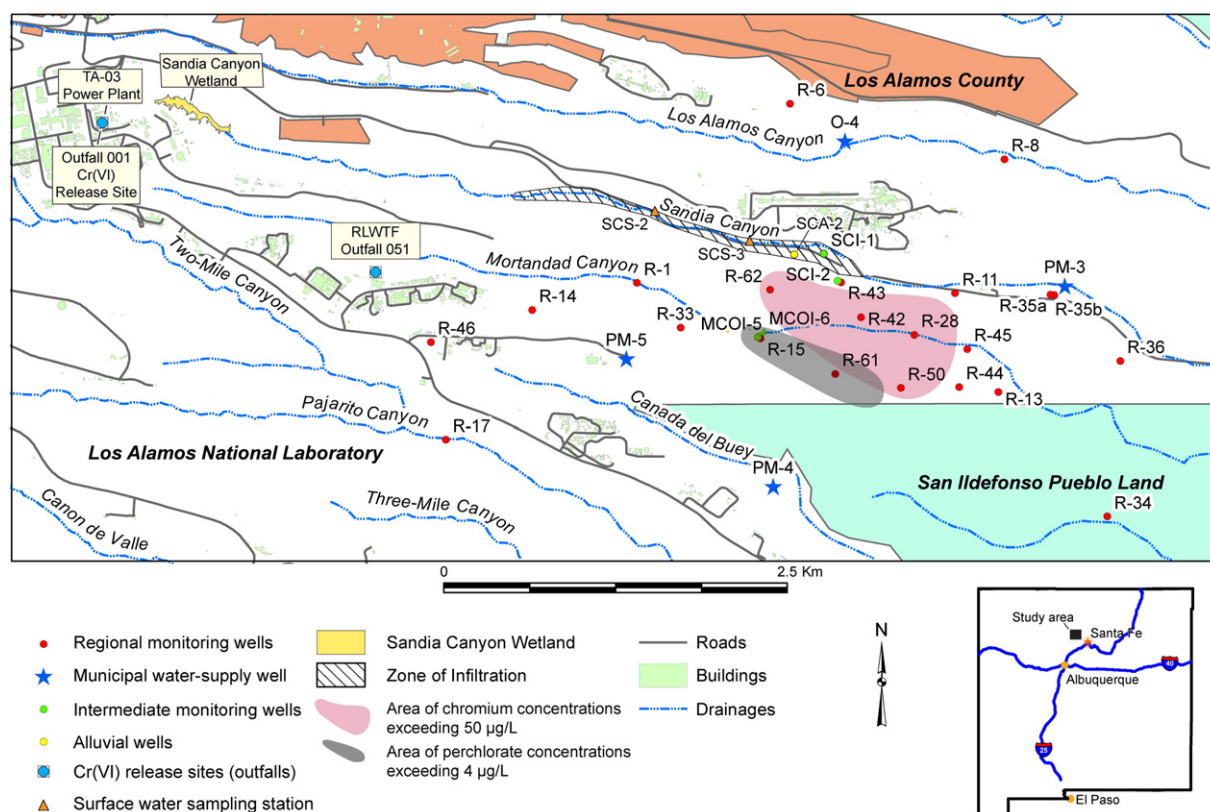 Sandia Canyon
Wetland
TA-03
Power Plant
Outfall 001
Cr(VI)
Release Site
RLWTF
Outfall 051
Los Alamos County
R-6
O-4
Los Alamos Canyon
R-8
Sandia Canyon
SCS-2
SCA-2
SCI-1
SCS-3
SCI-2
Two-Mile Canyon
Mortandad Canyon
R-1
R-62
R-43
R-11
PM-3
R-35a
R-35b
R-14
R-33
MCOI-5
MCOI-6
R-42
R-28
R-46
PM-5
R-15
R-45
R-61
R-36
R-50
R-44
R-13
Pajarito Canyon
R-17
Canada del Buey
Los Alamos National Laboratory
PM-4
San Ildefonso Pueblo Land
R-34
Three-Mile Canyon
Canon de Valle
0
2.5 Km
Regional monitoring wells
Municipal water-supply well
Intermediate monitoring wells
Alluvial wells
Cr(VI) release sites (outfalls)
Surface water sampling station
Sandia Canyon Wetland
Zone of Infiltration
Area of chromium concentrations
exceeding 50 µg/L
Area of perchlorate concentrations
exceeding 4 µg/L
Roads
Buildings
Drainages
N
Study area
Santa Fe
40
Albuquerque
25
El Paso